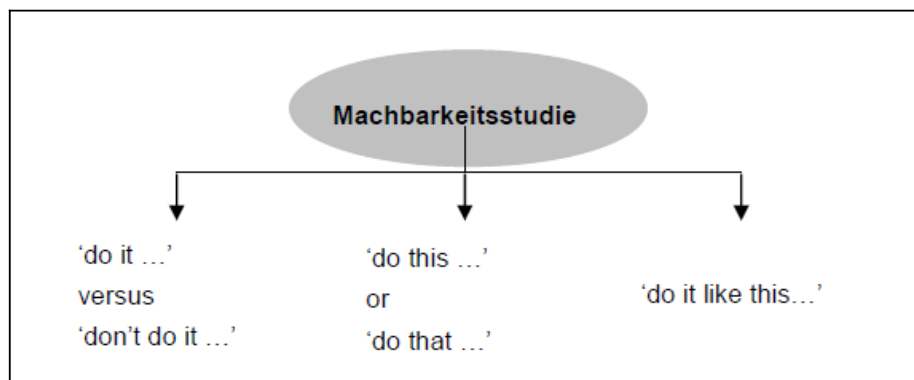 Machbarkeitsstudie
‘do it …’
versus
‘don’t do it …’
‘do this …’
or
‘do that …’
‘do it like this…’